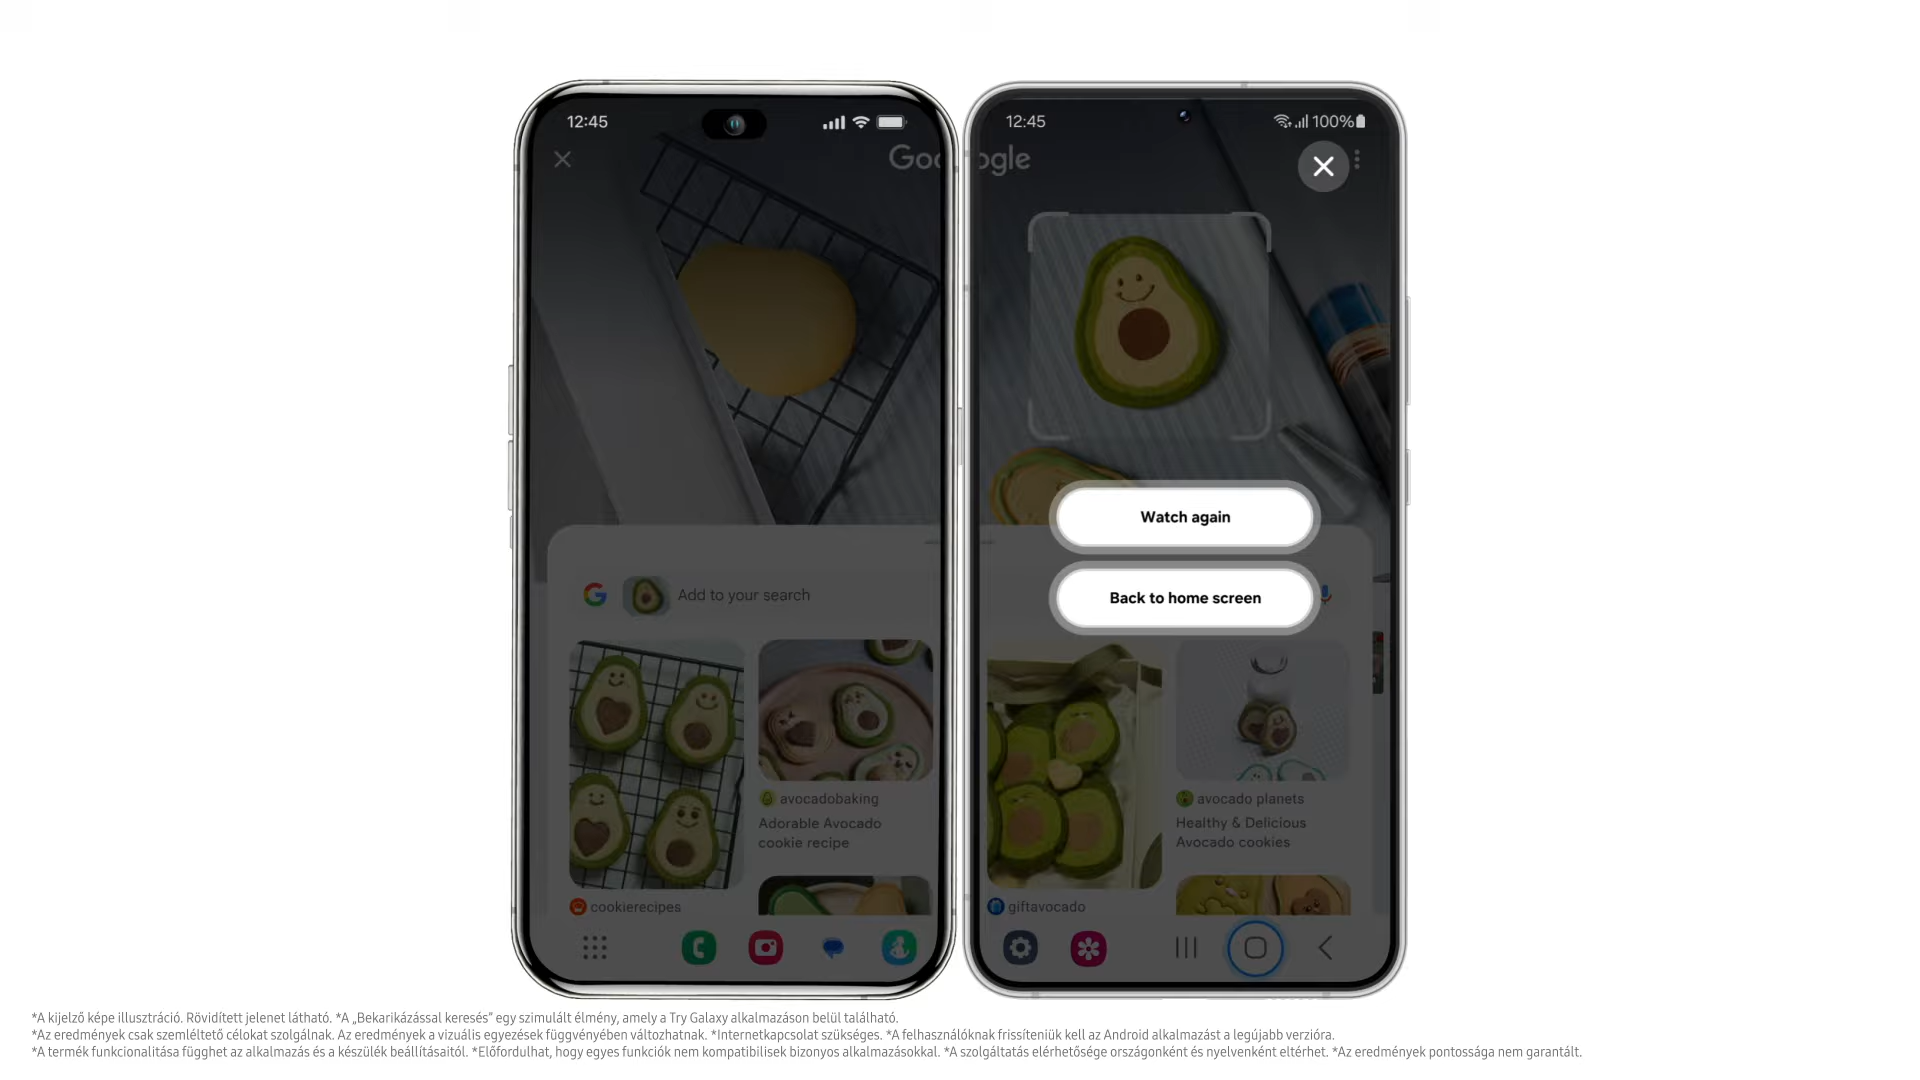 12:45
Goo
12:45
100%
ogle
Watch again
Back to home screen
Add to your search
avocadobaking
Adorable Avocado
cookie recipe
cookierecipes
avocado planets
Healthy & Delicious
Avocado cookies
giftavocado
*A kijelző képe illusztráció. Rövidített jelenet látható. *A „Bekarikázással keresés” egy szimulált élmény, amely a Try Galaxy alkalmazáson belül található.
*Az eredmények csak szemléltető célokat szolgálnak. Az eredmények a vizuális egyezések függvényében változhatnak. *Internetkapcsolat szükséges. *A felhasználóknak frissíteniük kell az Android alkalmazást a legújabb verzióra.
*A termék funkcionalitása függhet az alkalmazás és a készülék beállításaitól. *Előfordulhat, hogy egyes funkciók nem kompatibilisek bizonyos alkalmazásokkal. *A szolgáltatás elérhetősége országonként és nyelvenként eltérhet. *Az eredmények pontossága nem garantált.